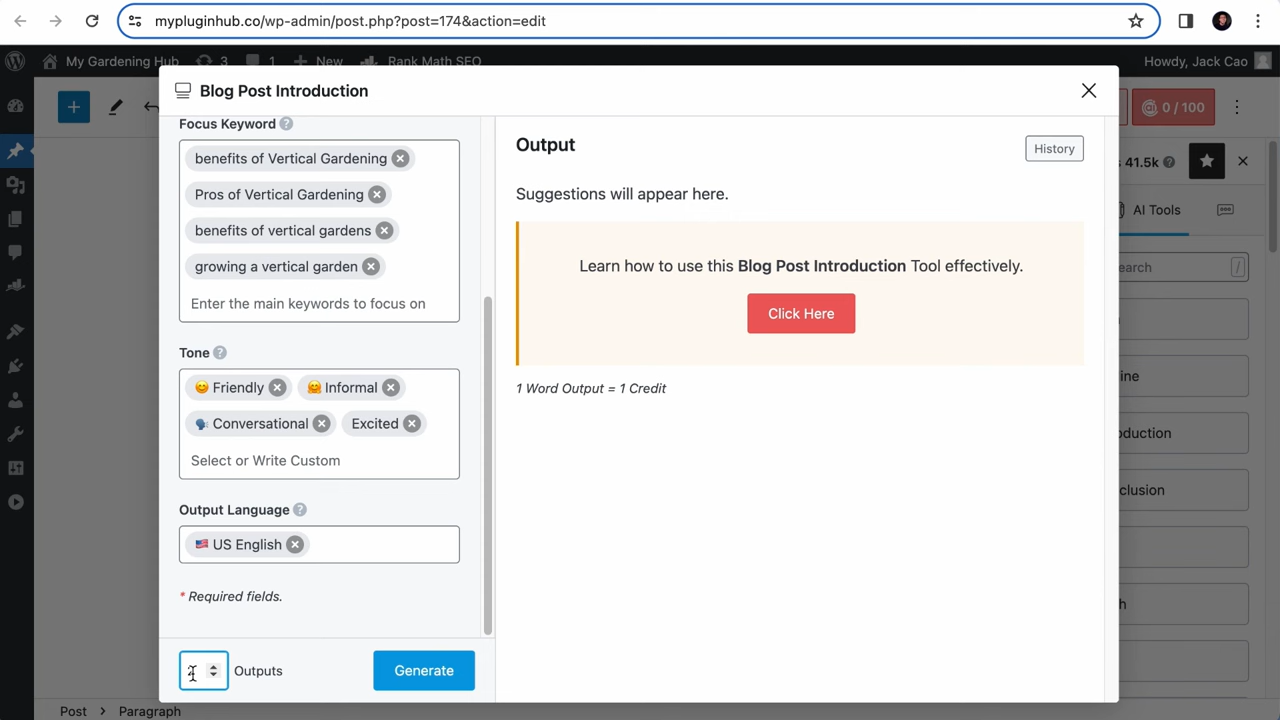 mypluginhub.co/wp-admin/post.php?post=174&action=edit
My Gardening Hub 3 1 New Rank Math SEO Howdy, Jack Cao
Blog Post Introduction
0 / 100
Focus Keyword
benefits of Vertical Gardening
Pros of Vertical Gardening
benefits of vertical gardens
growing a vertical garden
Enter the main keywords to focus on
Tone
Friendly Informal
Conversational Excited
Select or Write Custom
Output Language
US English
* Required fields.
Outputs Generate
Output
History
Suggestions will appear here.
Learn how to use this Blog Post Introduction Tool effectively.
Click Here
1 Word Output = 1 Credit
41.5k
AI Tools
earch /
ine
oduction
clusion
h
Post > Paragraph